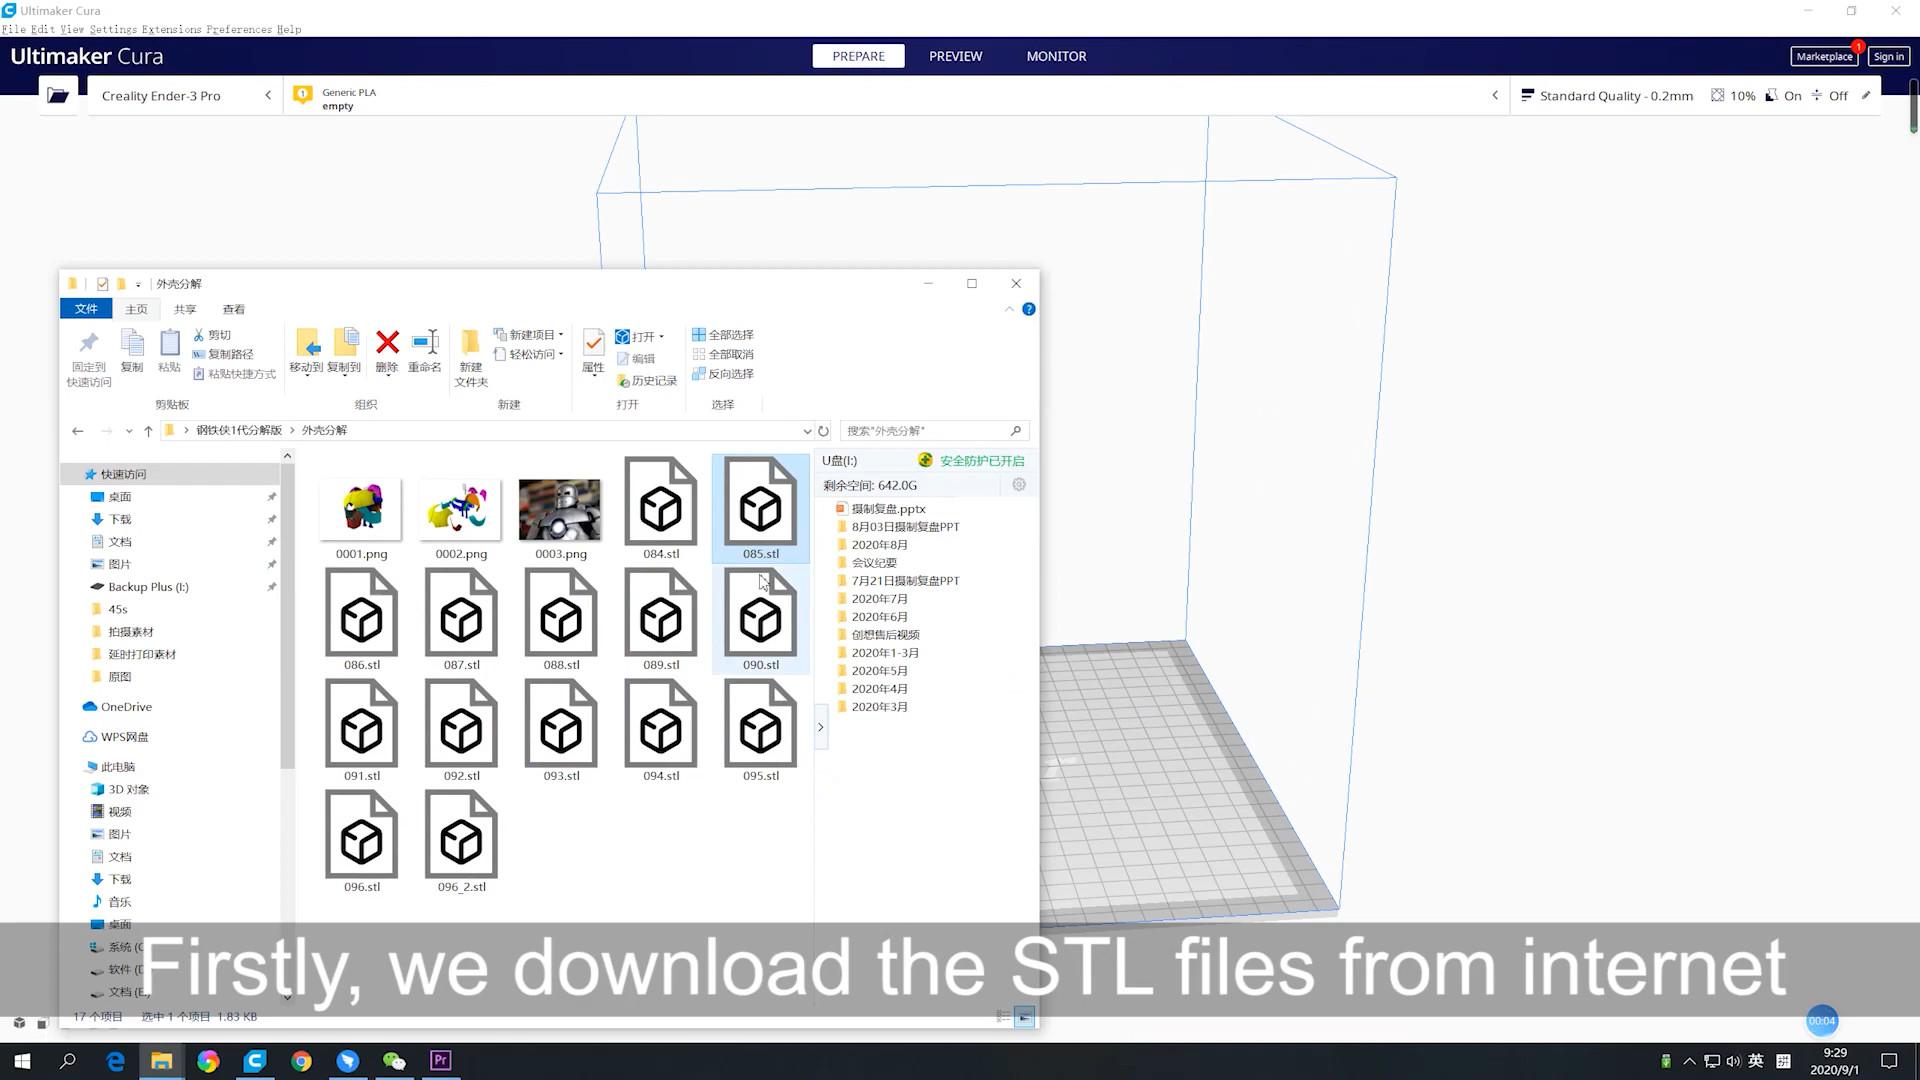 Ultimaker Cura
File Edit View Settings Extensions Preferences Help
Ultimaker Cura
PREPARE
PREVIEW
MONITOR
Marketplace
1
Sign in
Creality Ender-3 Pro
1
Generic PLA
empty
Standard Quality - 0.2mm
10%
On
Off
外壳分解
文件
主页
共享
查看
固定到
快速访问
复制
粘贴
剪切
复制路径
粘贴快捷方式
剪贴板
移动到
复制到
删除
重命名
组织
新建
文件夹
新建项目
轻松访问
新建
属性
打开
编辑
历史记录
打开
全部选择
全部取消
反向选择
选择
钢铁侠1代分解版
外壳分解
搜索"外壳分解"
快速访问
桌面
下载
文档
图片
Backup Plus (I:)
45s
拍摄素材
延时打印素材
原图
OneDrive
WPS网盘
此电脑
3D 对象
视频
图片
文档
下载
音乐
桌面
系统 (C
软件 (D
文档 (E
0001.png
0002.png
0003.png
084.stl
085.stl
086.stl
087.stl
088.stl
089.stl
090.stl
091.stl
092.stl
093.stl
094.stl
095.stl
096.stl
096_2.stl
U盘(I:)
安全防护已开启
剩余空间: 642.0G
摄制复盘.pptx
8月03日摄制复盘PPT
2020年8月
会议纪要
7月21日摄制复盘PPT
2020年7月
2020年6月
创想售后视频
2020年1-3月
2020年5月
2020年4月
2020年3月
Firstly, we download the STL files from internet
17 个项目
选中 1 个项目 1.83 KB
00:04
Pr
英
拼
9:29
2020/9/1